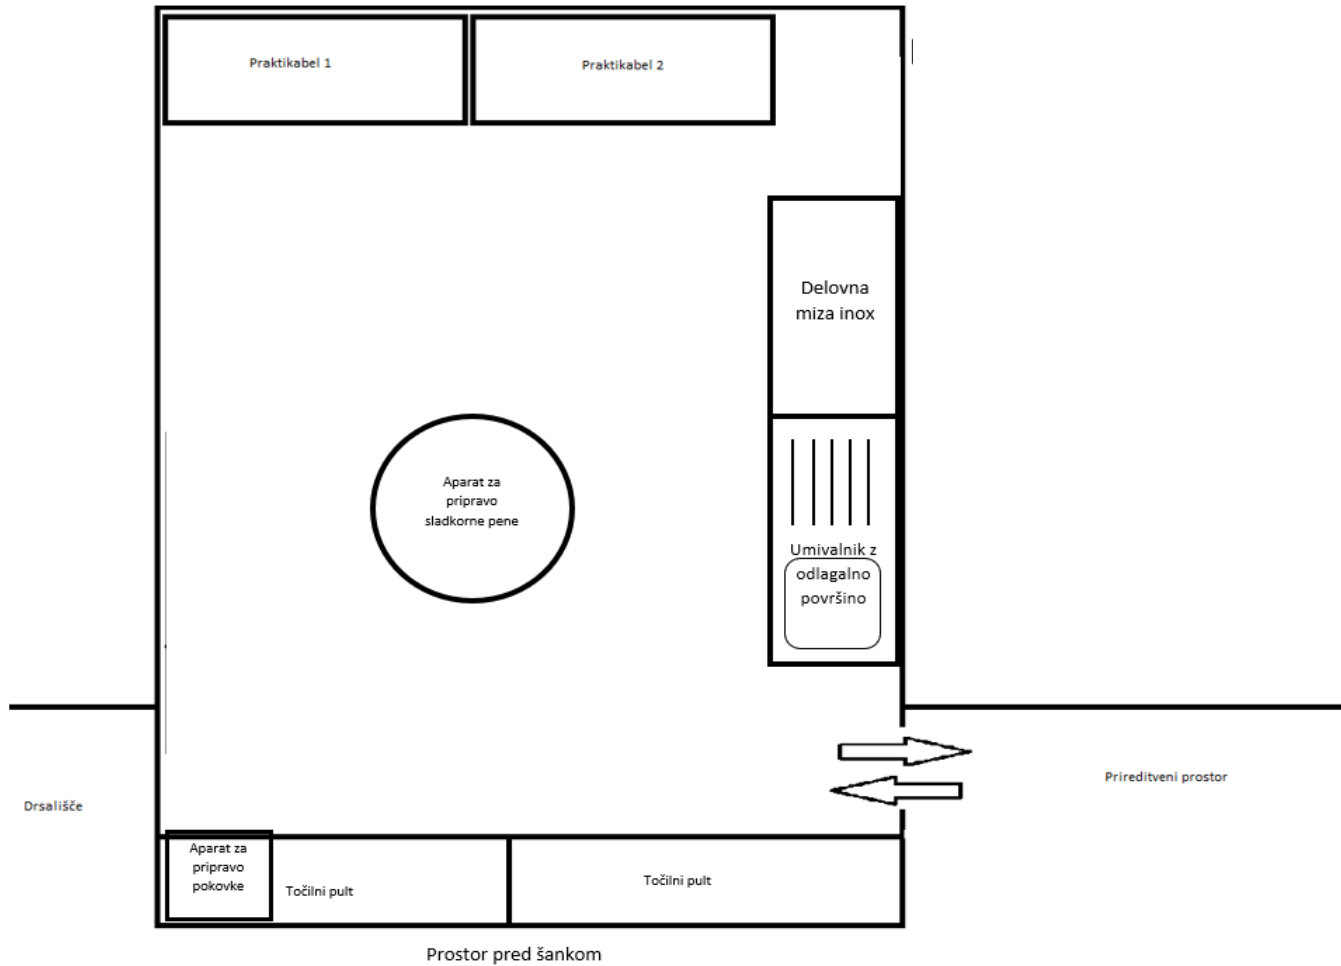 Praktikabel 1
Praktikabel 2
Delovna
miza inox
Aparat za
pripravo
sladkorne pene
Umivalnik z
odlagalno
površino
Drsališče
Prireditveni prostor
Aparat za
pripravo
pokovke
Točilni pult
Točilni pult
Prostor pred šankom